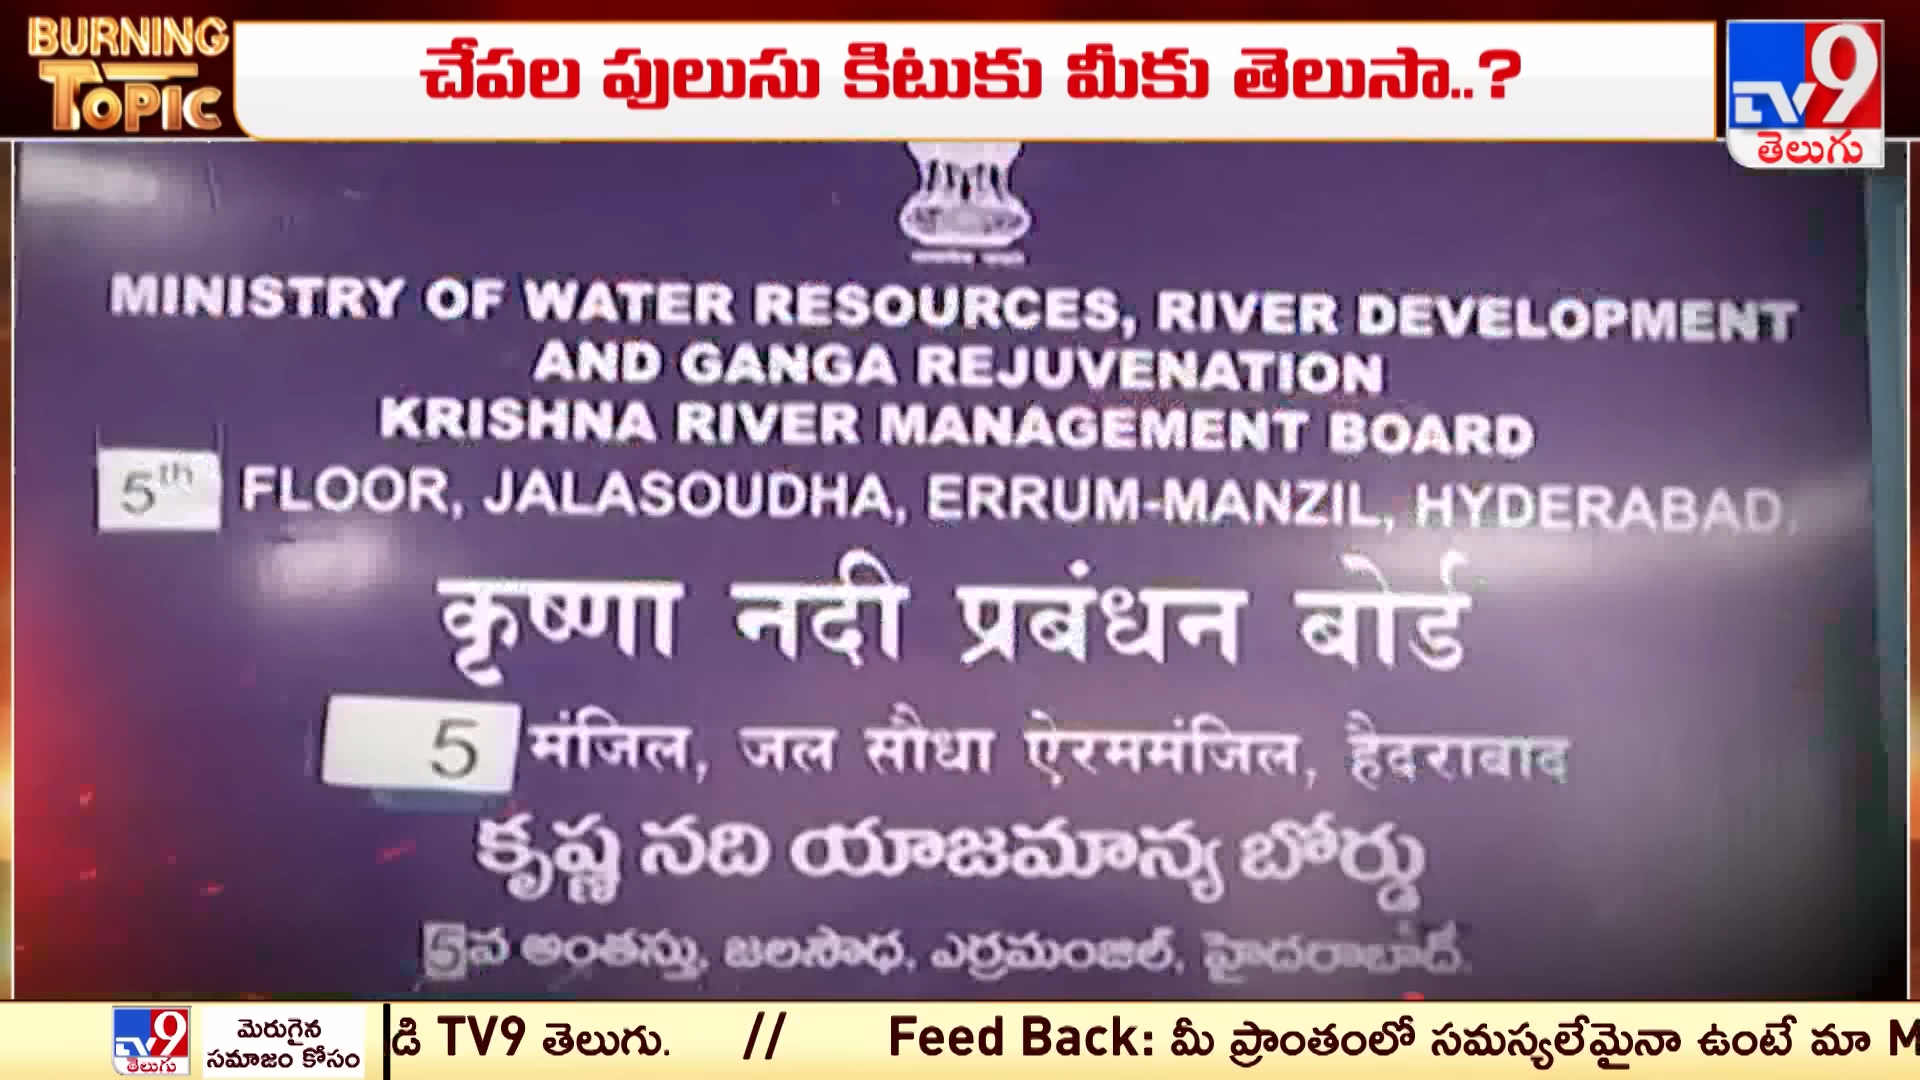 BURNING
TOPIC
చేపల పులుసు కిటుకు మీకు తెలుసా..?
TV9
తెలుగు
MINISTRY OF WATER RESOURCES, RIVER DEVELOPMENT
AND GANGA REJUVENATION
KRISHNA RIVER MANAGEMENT BOARD
5th FLOOR, JALASOUDHA, ERRUM-MANZIL, HYDERABAD.
कृष्णा नदी प्रबंधन बोर्ड
5 मंजिल, जल सौधा ऐरममंजिल, हैदराबाद
కృష్ణ నది యాజమాన్య బోర్డు
5వ అంతస్తు, జలసౌధ, ఎర్రమంజిల్, హైదరాబాద్.
TV9
తెలుగు
మెరుగైన
సమాజం కోసం
డి TV9 తెలుగు. // Feed Back: మీ ప్రాంతంలో సమస్యలేమైనా ఉంటే మా M